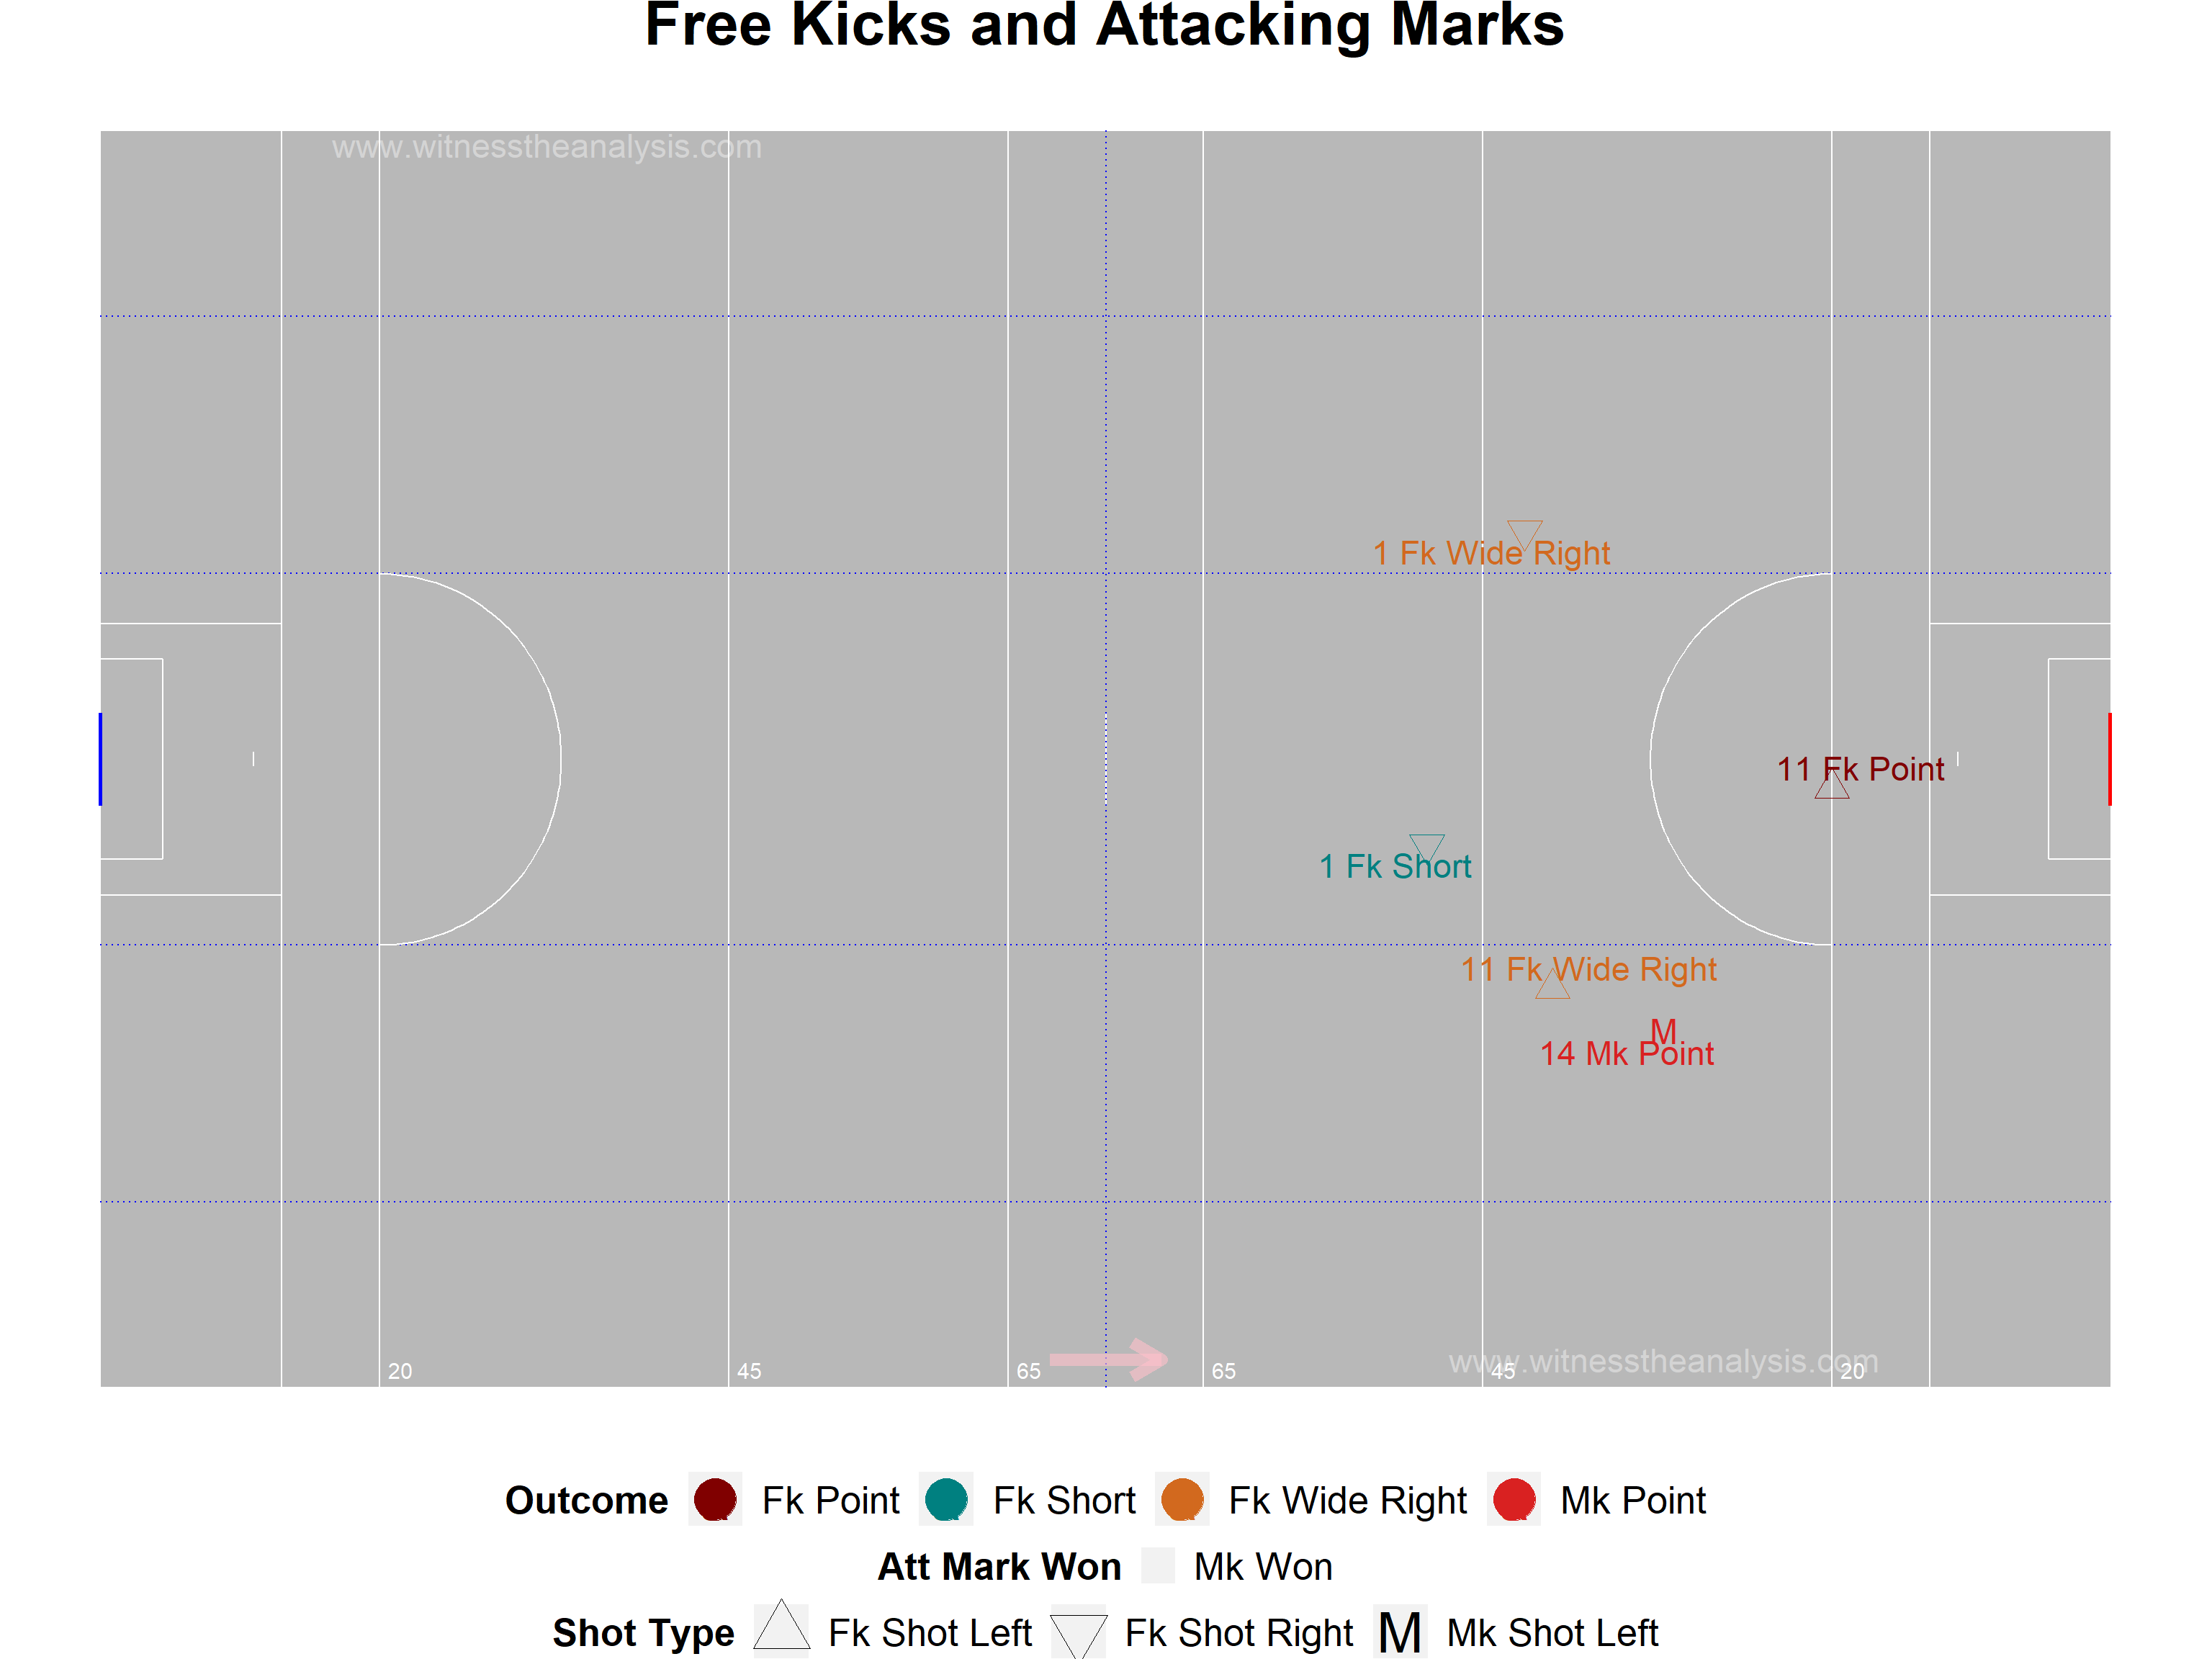 Free Kicks and Attacking Marks
www.witnesstheanalysis.com
1 Fk Wide Right
11 Fk Point
1 Fk Short
11 Fk Wide Right
M
14 Mk Point
www.witnesstheanalysis.com
20 45 65 65 45 20
Outcome Fk Point Fk Short Fk Wide Right Mk Point
Att Mark Won Mk Won
Shot Type Fk Shot Left Fk Shot Right M Mk Shot Left